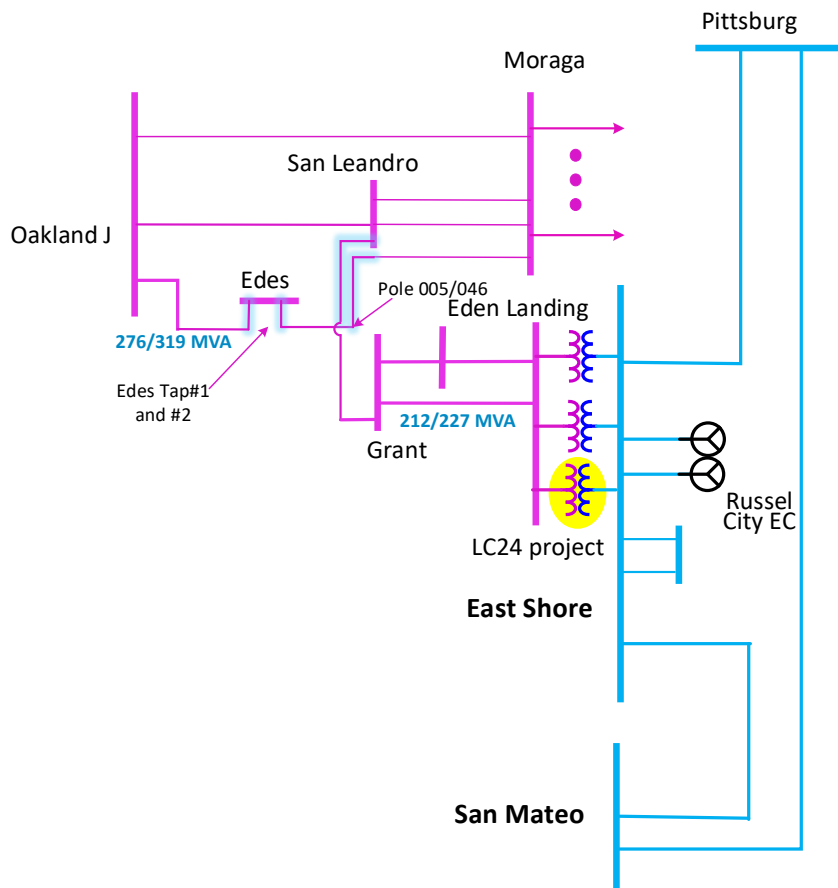 Pittsburg
Moraga
San Leandro
Oakland J
Edes
Pole 005/046
Eden Landing
276/319 MVA
Edes Tap#1
and #2
212/227 MVA
Grant
Russel
City EC
LC24 project
East Shore
San Mateo